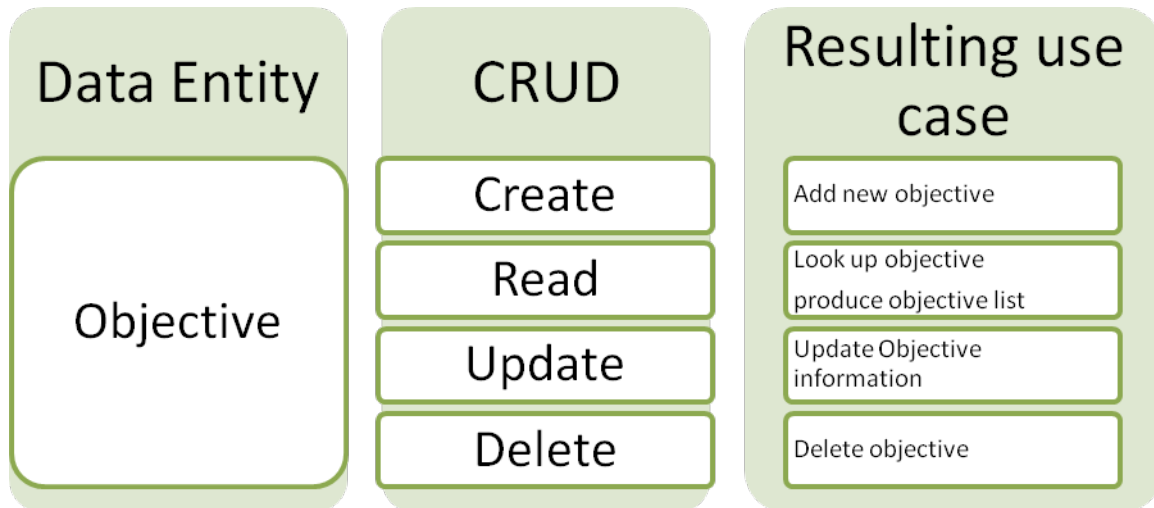 Data Entity
Objective
CRUD
Create
Read
Update
Delete
Resulting use
case
Add new objective
Look up objective
produce objective list
Update Objective
information
Delete objective